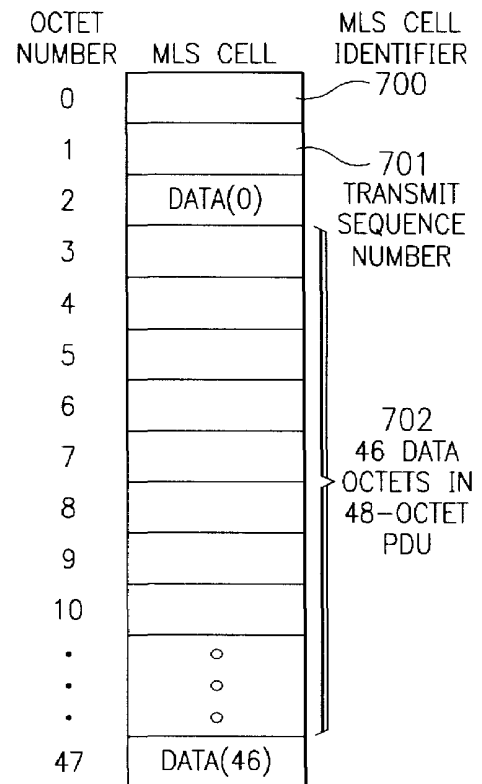 OCTET NUMBER MLS CELL MLS CELL IDENTIFIER
0 700
1 701
TRANSMIT SEQUENCE NUMBER
2 DATA(0)
3
4
5
6
7 702
46 DATA OCTETS IN 48-OCTET PDU
8
9
10
47 DATA(46)